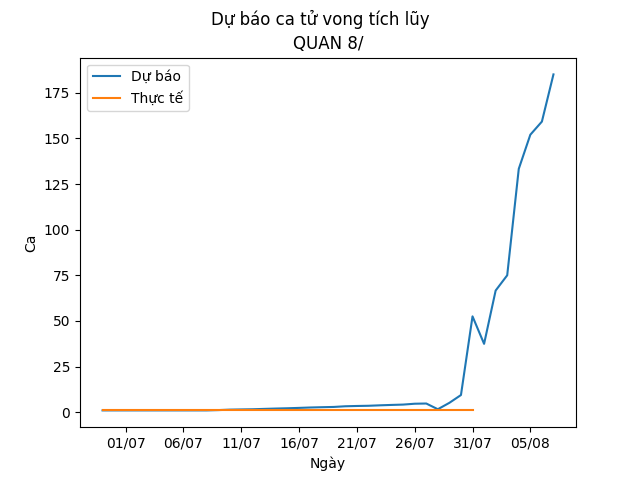 Dự báo ca tử vong tích lũy
QUAN 8/
Dự báo
Thực tế
175
150
125
100
75
50
25
0
Ca
01/07 06/07 11/07 16/07 21/07 26/07 31/07 05/08
Ngày